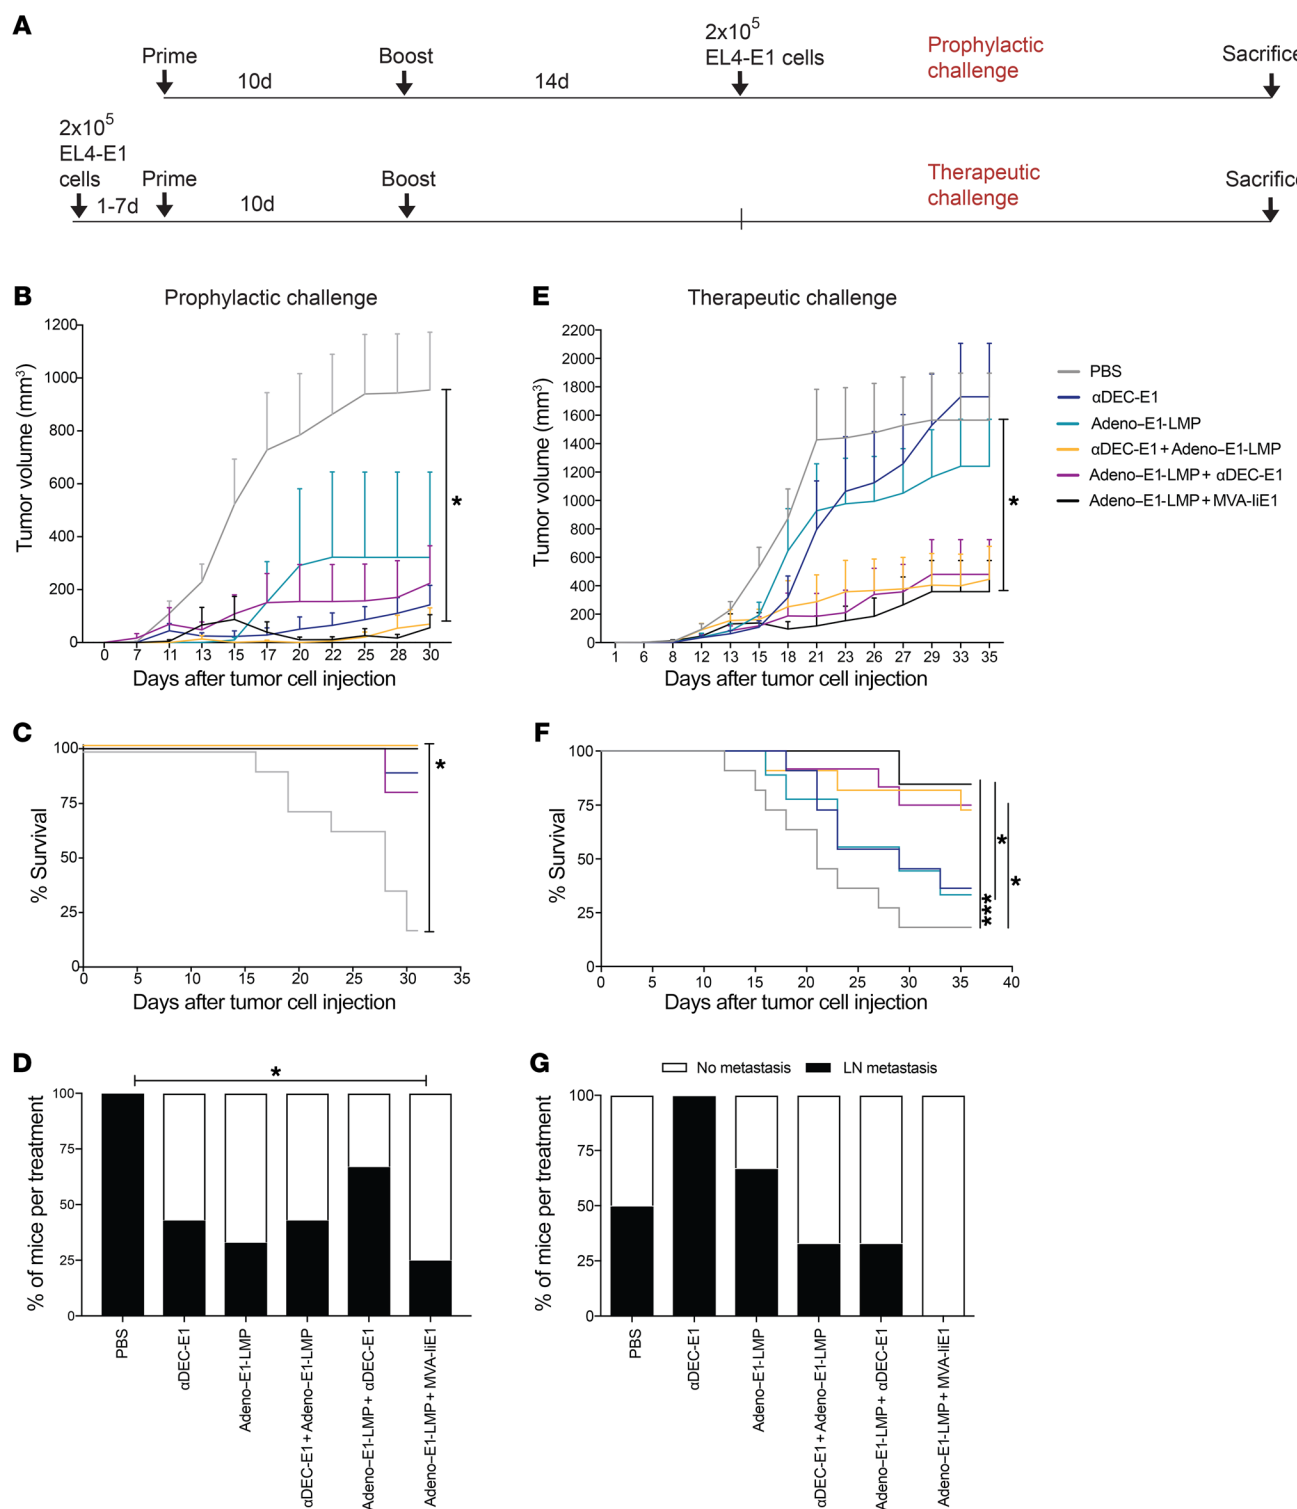 A
Prime
10d
Boost
14d
2x10⁵
EL4-E1 cells
Prophylactic
challenge
Sacrifice
2x10⁵
EL4-E1
cells
1-7d
Prime
10d
Boost
Therapeutic
challenge
Sacrifice
B
Prophylactic challenge
Tumor volume (mm³)
1200
1000
800
600
400
200
0
*
0 7 11 13 15 17 20 22 25 28 30
Days after tumor cell injection
E
Therapeutic challenge
Tumor volume (mm³)
2200
2000
1800
1600
1400
1200
1000
800
600
400
200
0
*
1 6 8 12 13 15 18 21 23 26 27 29 33 35
Days after tumor cell injection
PBS
αDEC-E1
Adeno–E1-LMP
αDEC-E1 + Adeno–E1-LMP
Adeno–E1-LMP + αDEC-E1
Adeno–E1-LMP + MVA-IiE1
C
% Survival
100
75
50
25
0
*
0 5 10 15 20 25 30 35
Days after tumor cell injection
F
% Survival
100
75
50
25
0
***
*
*
0 5 10 15 20 25 30 35 40
Days after tumor cell injection
D
% of mice per treatment
100
75
50
25
0
*
PBS
αDEC-E1
Adeno–E1-LMP
αDEC-E1 + Adeno–E1-LMP
Adeno–E1-LMP + αDEC-E1
Adeno–E1-LMP + MVA-IiE1
G
No metastasis
LN metastasis
% of mice per treatment
100
75
50
25
0
PBS
αDEC-E1
Adeno–E1-LMP
αDEC-E1 + Adeno–E1-LMP
Adeno–E1-LMP + αDEC-E1
Adeno–E1-LMP + MVA-IiE1